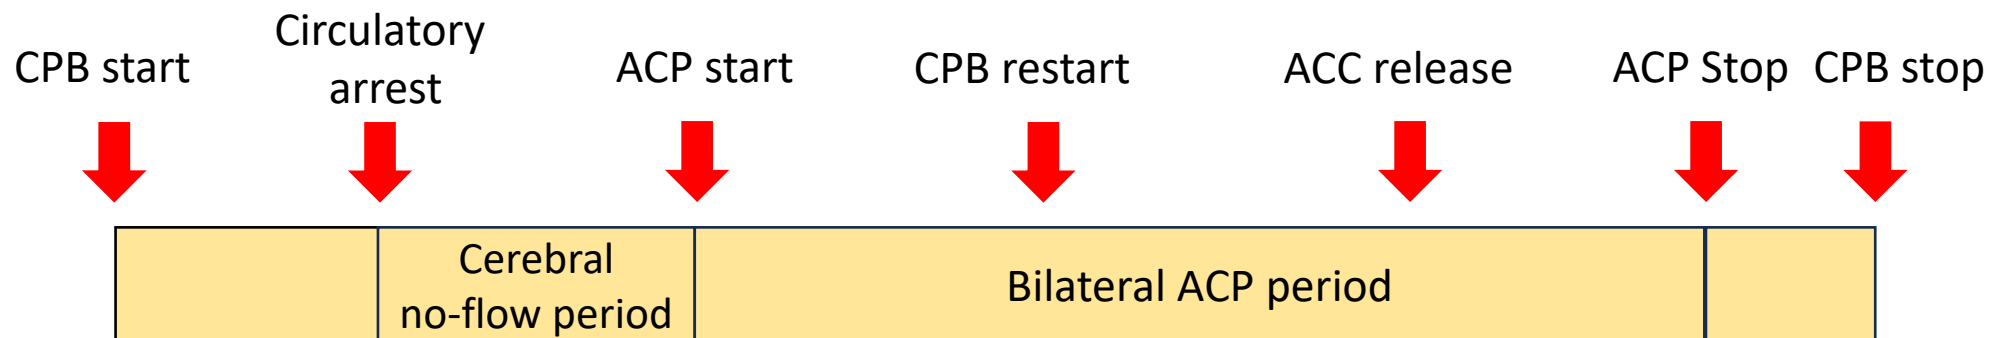 CPB start
Circulatory
arrest
ACP start
CPB restart
ACC release
ACP Stop
CPB stop
Cerebral
no-flow period
Bilateral ACP period